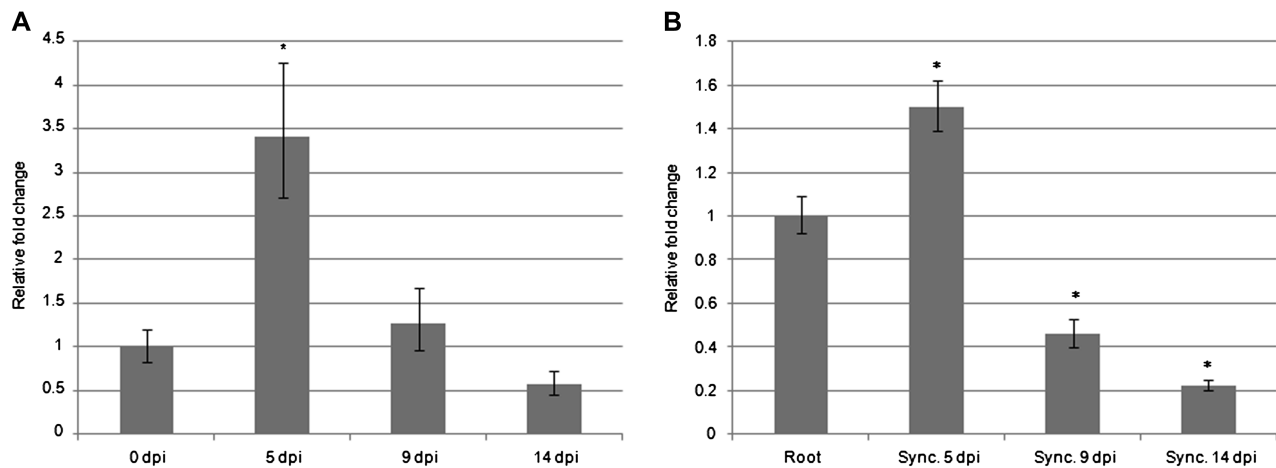 A
Relative fold change
4.5
4
3.5
3
2.5
2
1.5
1
0.5
0
*
0 dpi
5 dpi
9 dpi
14 dpi
B
Relative fold change
1.8
1.6
1.4
1.2
1
0.8
0.6
0.4
0.2
0
*
*
*
Root
Sync. 5 dpi
Sync. 9 dpi
Sync. 14 dpi